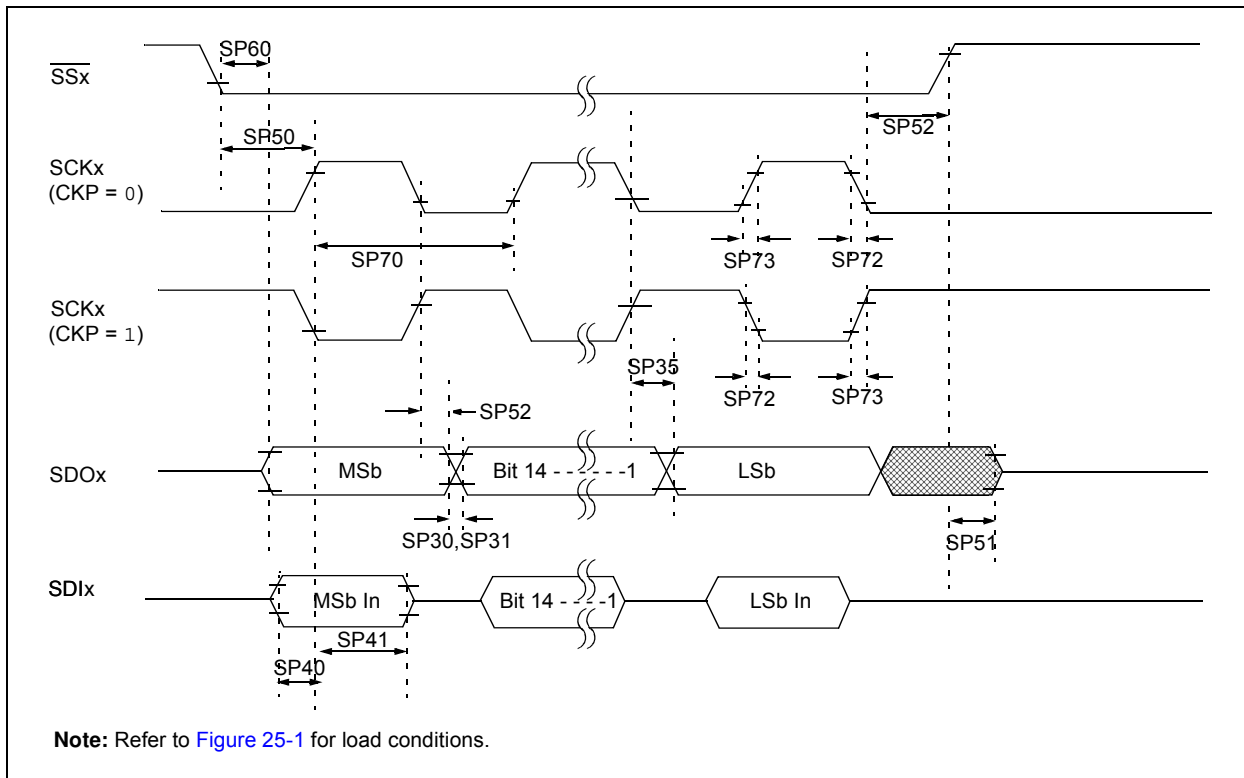 SP60
SSx
SP50
SP52
SCKx
(CKP = 0)
SP70
SP73
SP72
SCKx
(CKP = 1)
SP35
SP72
SP73
SP52
SDOx
MSb
Bit 14 - - - - - -1
LSb
SP30,SP31
SP51
SDIx
MSb In
Bit 14 - - - -1
LSb In
SP41
SP40
Note: Refer to Figure 25-1 for load conditions.